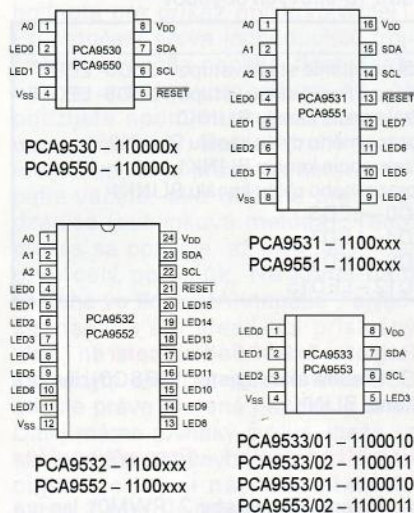 A0 1 8 VDD
LED0 2 7 SDA
LED1 3 6 SCL
VSS 4 5 RESET
PCA9530
PCA9550
PCA9530 – 110000x
PCA9550 – 110000x
A0 1 16 VDD
A1 2 15 SDA
A2 3 14 SCL
LED0 4 13 RESET
LED1 5 12 LED7
LED2 6 11 LED6
LED3 7 10 LED5
VSS 8 9 LED4
PCA9531
PCA9551
PCA9531 – 1100xxx
PCA9551 – 1100xxx
A0 1 24 VDD
A1 2 23 SDA
A2 3 22 SCL
LED0 4 21 RESET
LED1 5 20 LED15
LED2 6 19 LED14
LED3 7 18 LED13
LED4 8 17 LED12
LED5 9 16 LED11
LED6 10 15 LED10
LED7 11 14 LED9
VSS 12 13 LED8
PCA9532
PCA9552
PCA9532 – 1100xxx
PCA9552 – 1100xxx
LED0 1 8 VDD
LED1 2 7 SDA
LED2 3 6 SCL
VSS 4 5 LED3
PCA9533
PCA9553
PCA9533/01 – 1100010
PCA9533/02 – 1100011
PCA9553/01 – 1100010
PCA9553/02 – 1100011